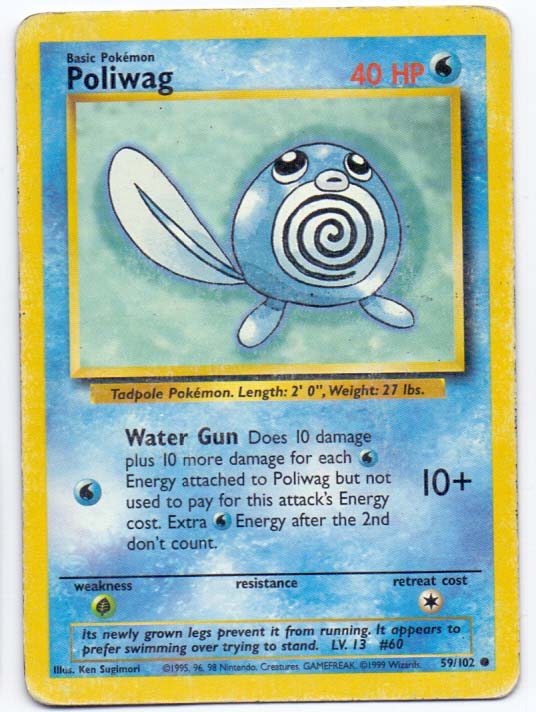 Basic Pokémon
Poliwag
40 HP
Tadpole Pokémon. Length: 2' 0", Weight: 27 lbs.
Water Gun Does 10 damage
plus 10 more damage for each
Energy attached to Poliwag but not
used to pay for this attack's Energy
cost. Extra Energy after the 2nd
don't count.
10+
weakness
resistance
retreat cost
Its newly grown legs prevent it from running. It appears to
prefer swimming over trying to stand. LV. 13 #60
Illus. Ken Sugimori
©1995, 96, 98 Nintendo, Creatures, GAMEFREAK. ©1999 Wizards.
59/102